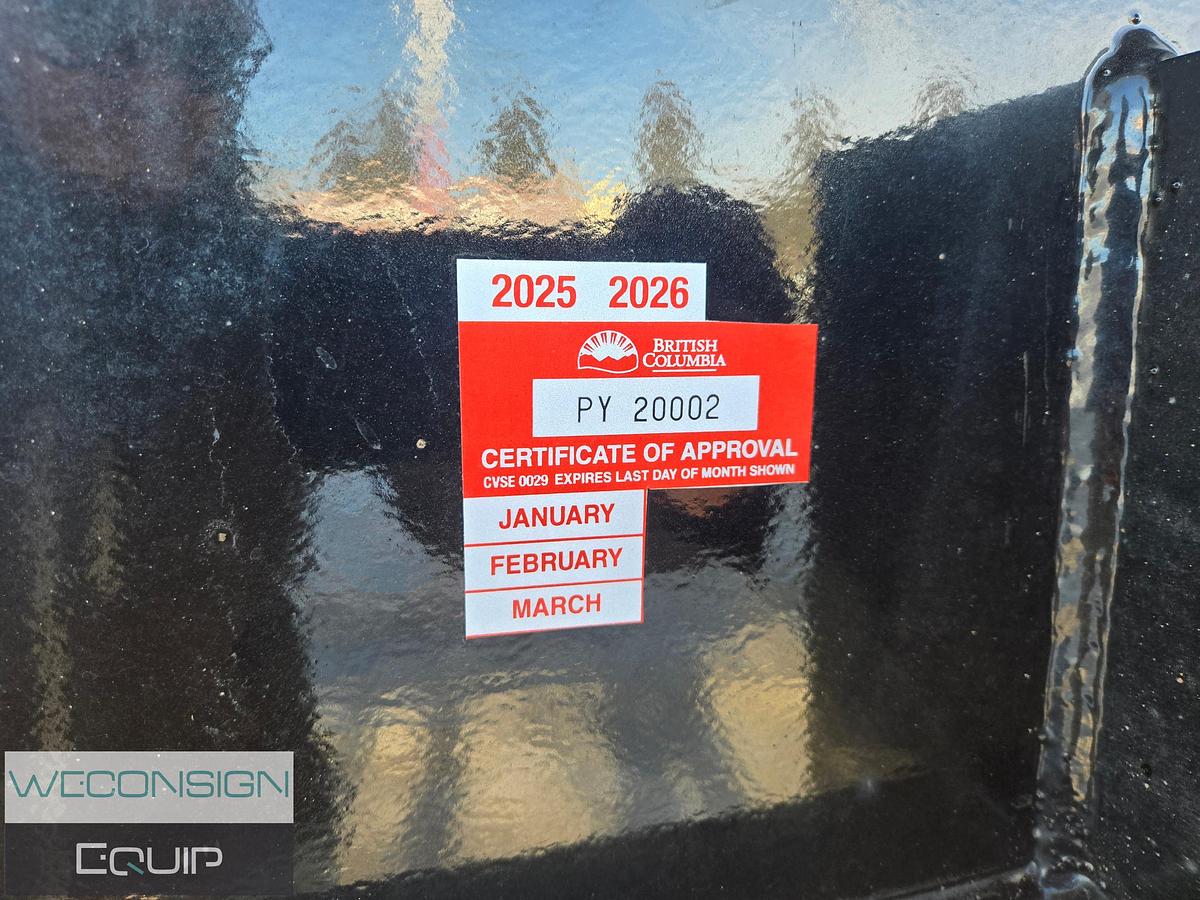 2025 2026
BRITISH
COLUMBIA
PY 20002
CERTIFICATE OF APPROVAL
CVSE 0029 EXPIRES LAST DAY OF MONTH SHOWN
JANUARY
FEBRUARY
MARCH
WECONSIGN
EQUIP